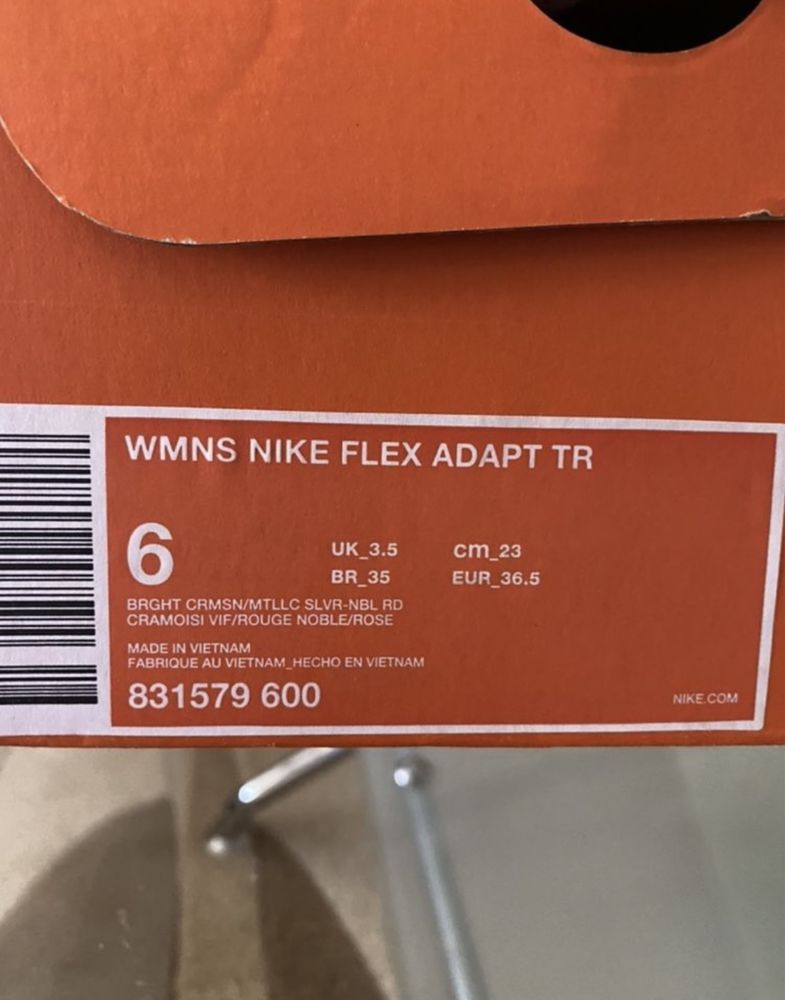 WMNS NIKE FLEX ADAPT TR
6
UK_3.5 cm_23
BR_35 EUR_36.5
BRGHT CRMSN/MTLLC SLVR-NBL RD
CRAMOISI VIF/ROUGE NOBLE/ROSE
MADE IN VIETNAM
FABRIQUE AU VIETNAM_HECHO EN VIETNAM
831579 600
NIKE.COM